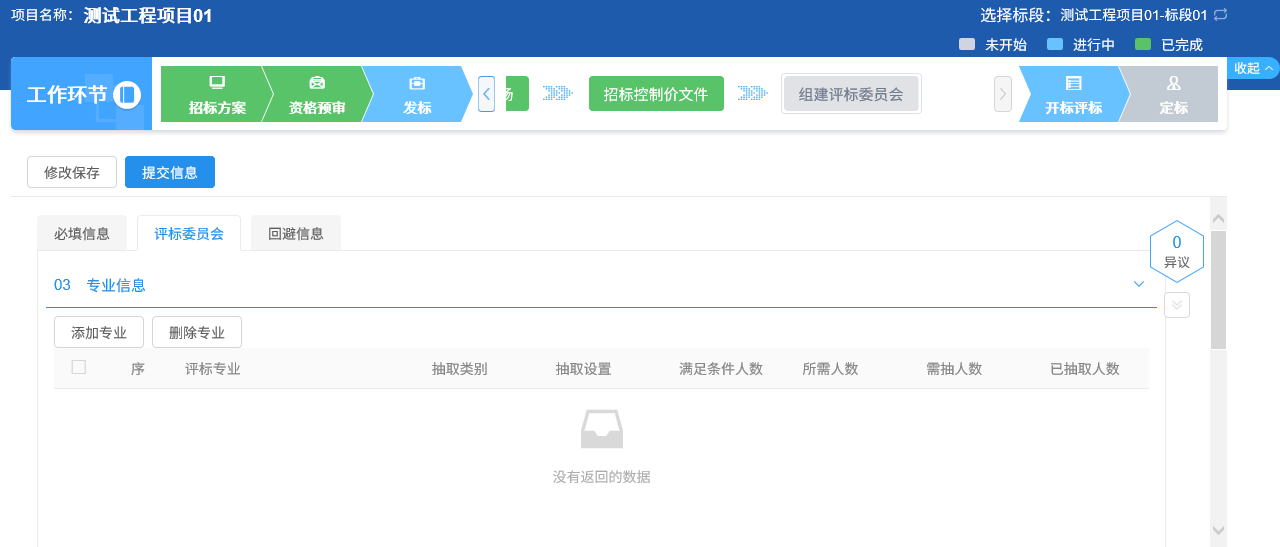 项目名称: 测试工程项目01
选择标段: 测试工程项目01-标段01
未开始 进行中 已完成
收起
工作环节
招标方案 资格预审 发标
场 招标控制价文件 组建评标委员会
开标评标 定标
修改保存 提交信息
必填信息 评标委员会 回避信息
0
异议
03 专业信息
添加专业 删除专业
序 评标专业 抽取类别 抽取设置 满足条件人数 所需人数 需抽人数 已抽取人数
没有返回的数据